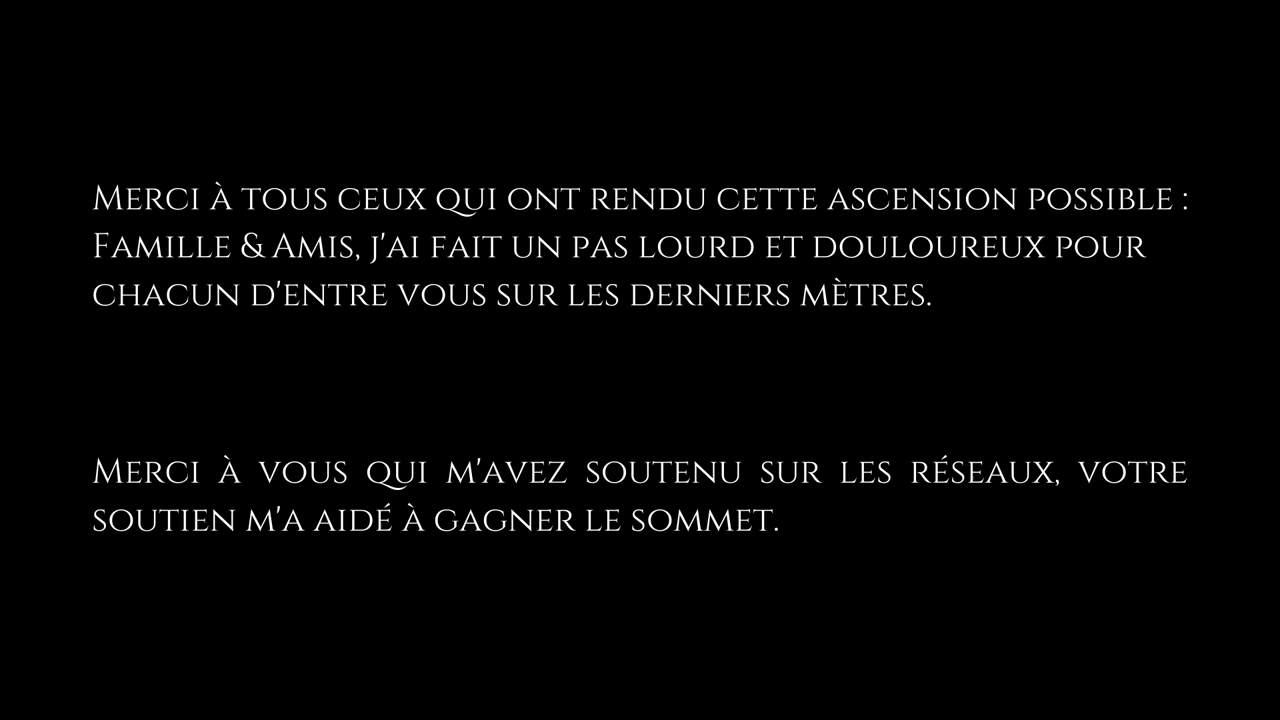 Merci à tous ceux qui ont rendu cette ascension possible :
Famille & Amis, j'ai fait un pas lourd et douloureux pour
chacun d'entre vous sur les derniers mètres.
Merci à vous qui m'avez soutenu sur les réseaux, votre
soutien m'a aidé à gagner le sommet.